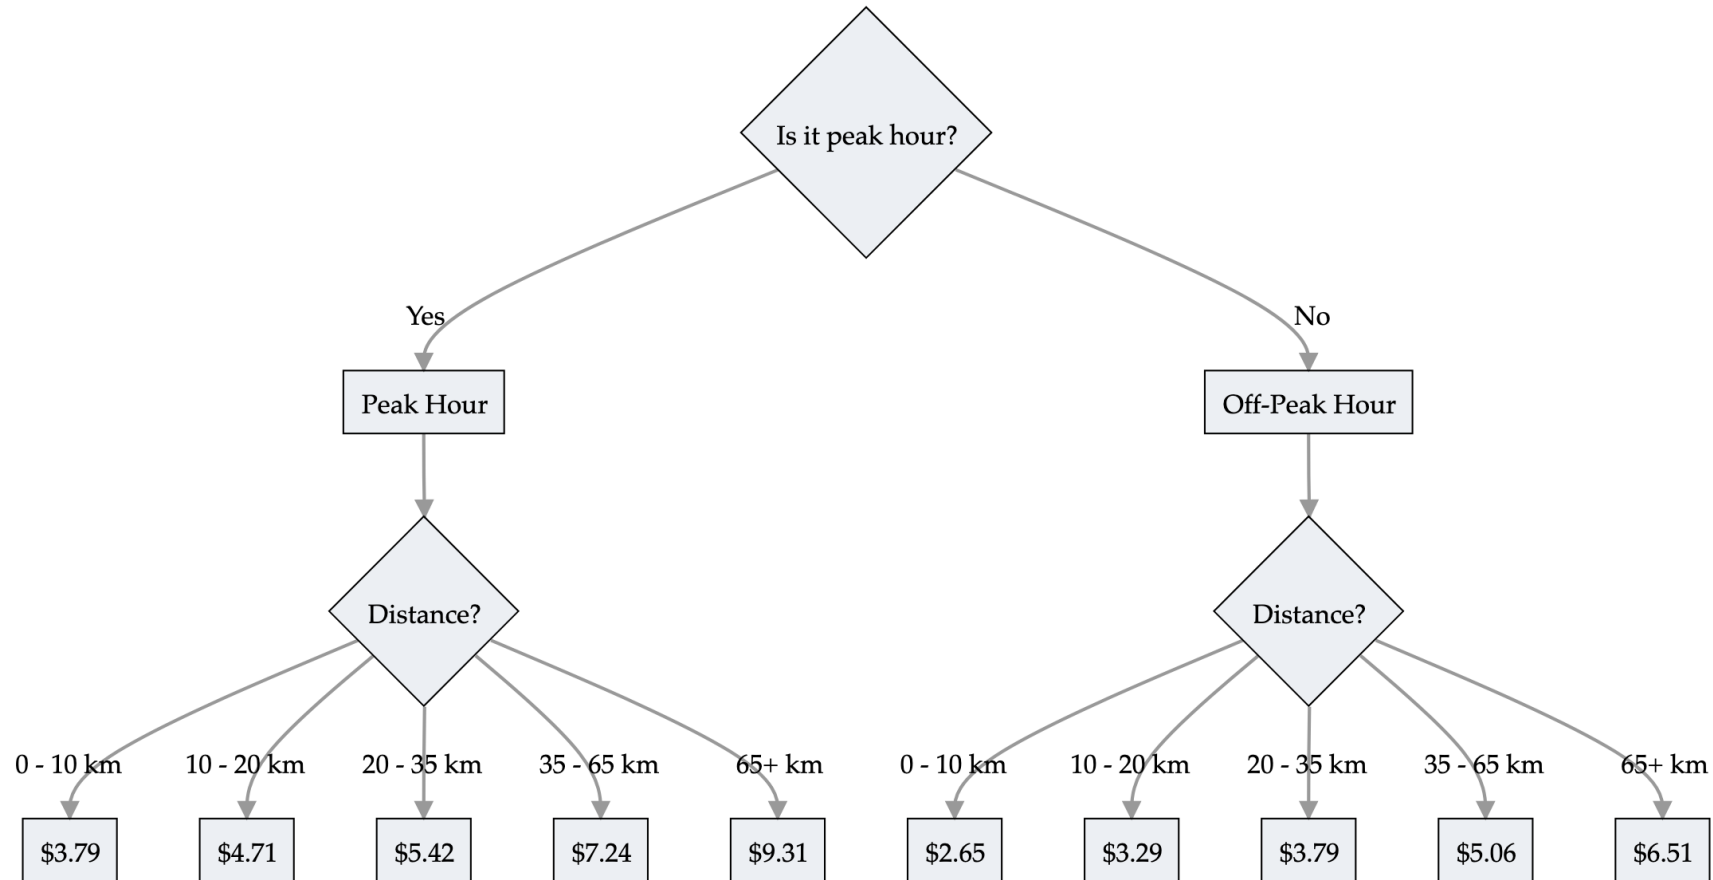 Is it peak hour?
Yes
No
Peak Hour
Off-Peak Hour
Distance?
Distance?
0 - 10 km
10 - 20 km
20 - 35 km
35 - 65 km
65+ km
0 - 10 km
10 - 20 km
20 - 35 km
35 - 65 km
65+ km
$3.79
$4.71
$5.42
$7.24
$9.31
$2.65
$3.29
$3.79
$5.06
$6.51